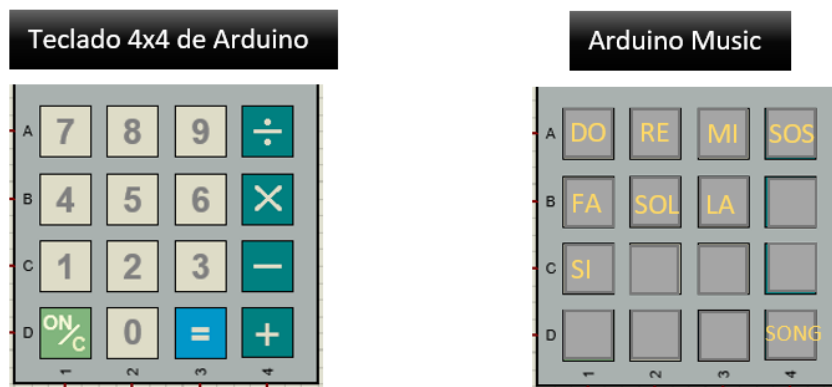 Teclado 4x4 de Arduino
A 7 8 9 ÷
B 4 5 6 ×
C 1 2 3 −
D ON/C 0 = +
1 2 3 4
Arduino Music
A DO RE MI SOS
B FA SOL LA
C SI
D SONG
1 2 3 4